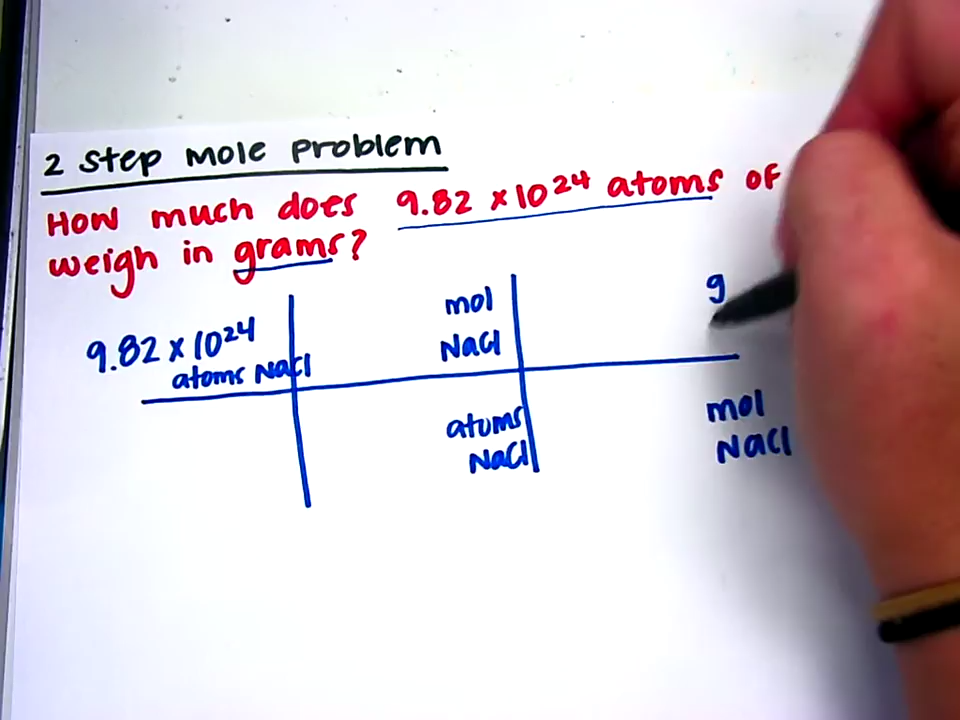 2 Step mole problem
How much does 9.82 x 10²⁴ atoms of
weigh in grams?
9.82 x 10²⁴
atoms NaCl
mol
NaCl
atoms
NaCl
g
mol
NaCl